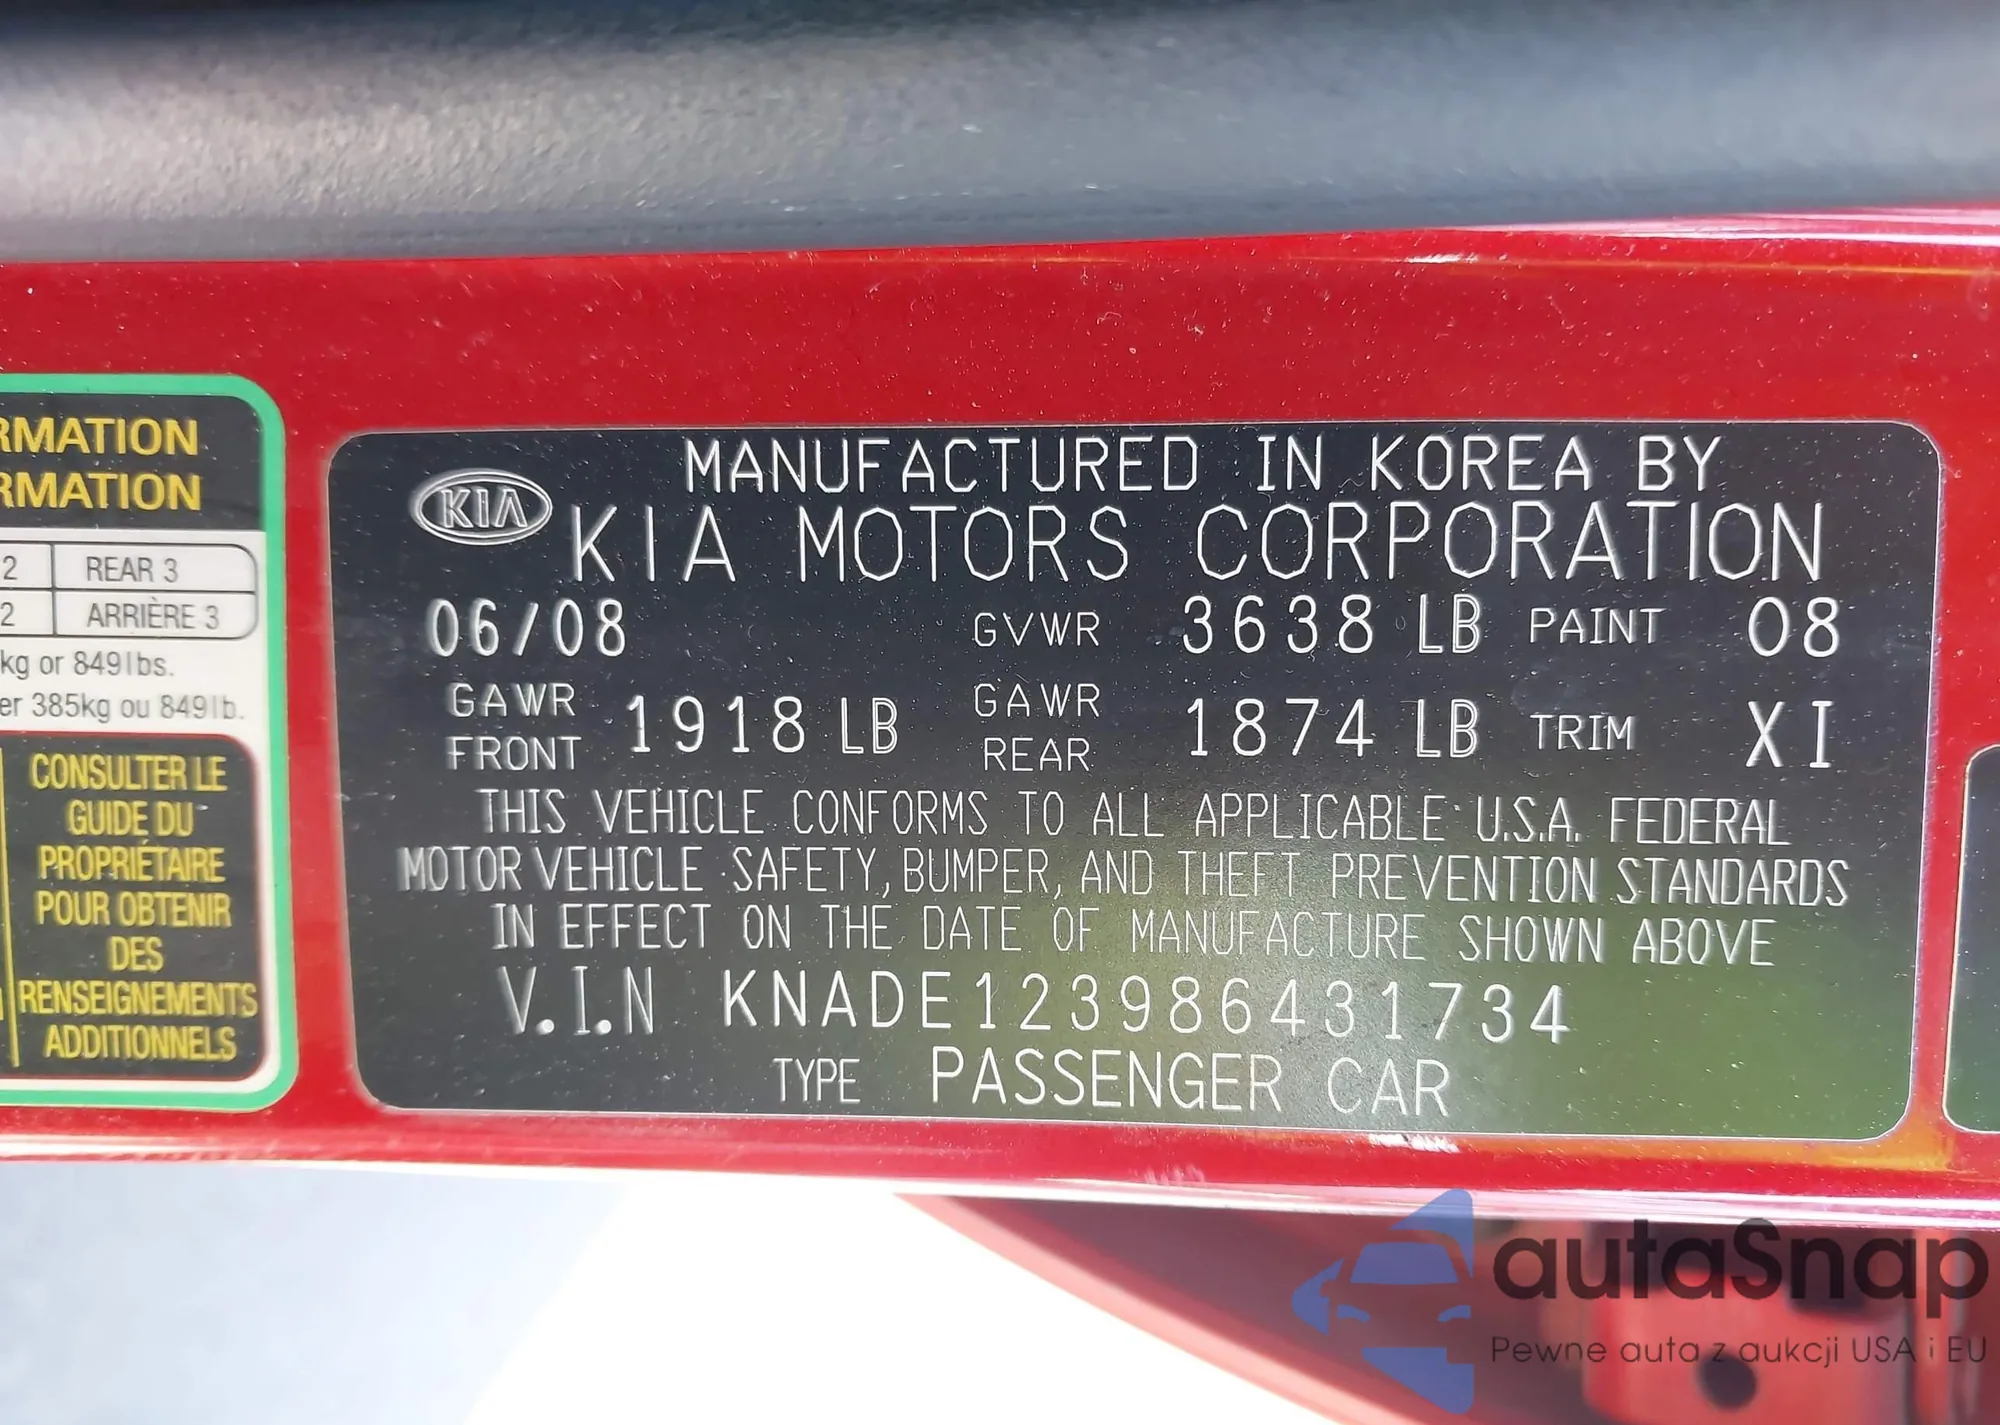 RMATION
RMATION
2 REAR 3
2 ARRIÈRE 3
kg or 849lbs.
er 385kg ou 849lb.
CONSULTER LE
GUIDE DU
PROPRIÉTAIRE
POUR OBTENIR
DES
RENSEIGNEMENTS
ADDITIONNELS
MANUFACTURED IN KOREA BY
KIA KIA MOTORS CORPORATION
06/08 GVWR 3638 LB PAINT 08
GAWR FRONT 1918 LB GAWR REAR 1874 LB TRIM XI
THIS VEHICLE CONFORMS TO ALL APPLICABLE U.S.A. FEDERAL
MOTOR VEHICLE SAFETY, BUMPER, AND THEFT PREVENTION STANDARDS
IN EFFECT ON THE DATE OF MANUFACTURE SHOWN ABOVE
V.I.N KNADE123986431734
TYPE PASSENGER CAR
autaSnap
Pewne auta z aukcji USA i EU